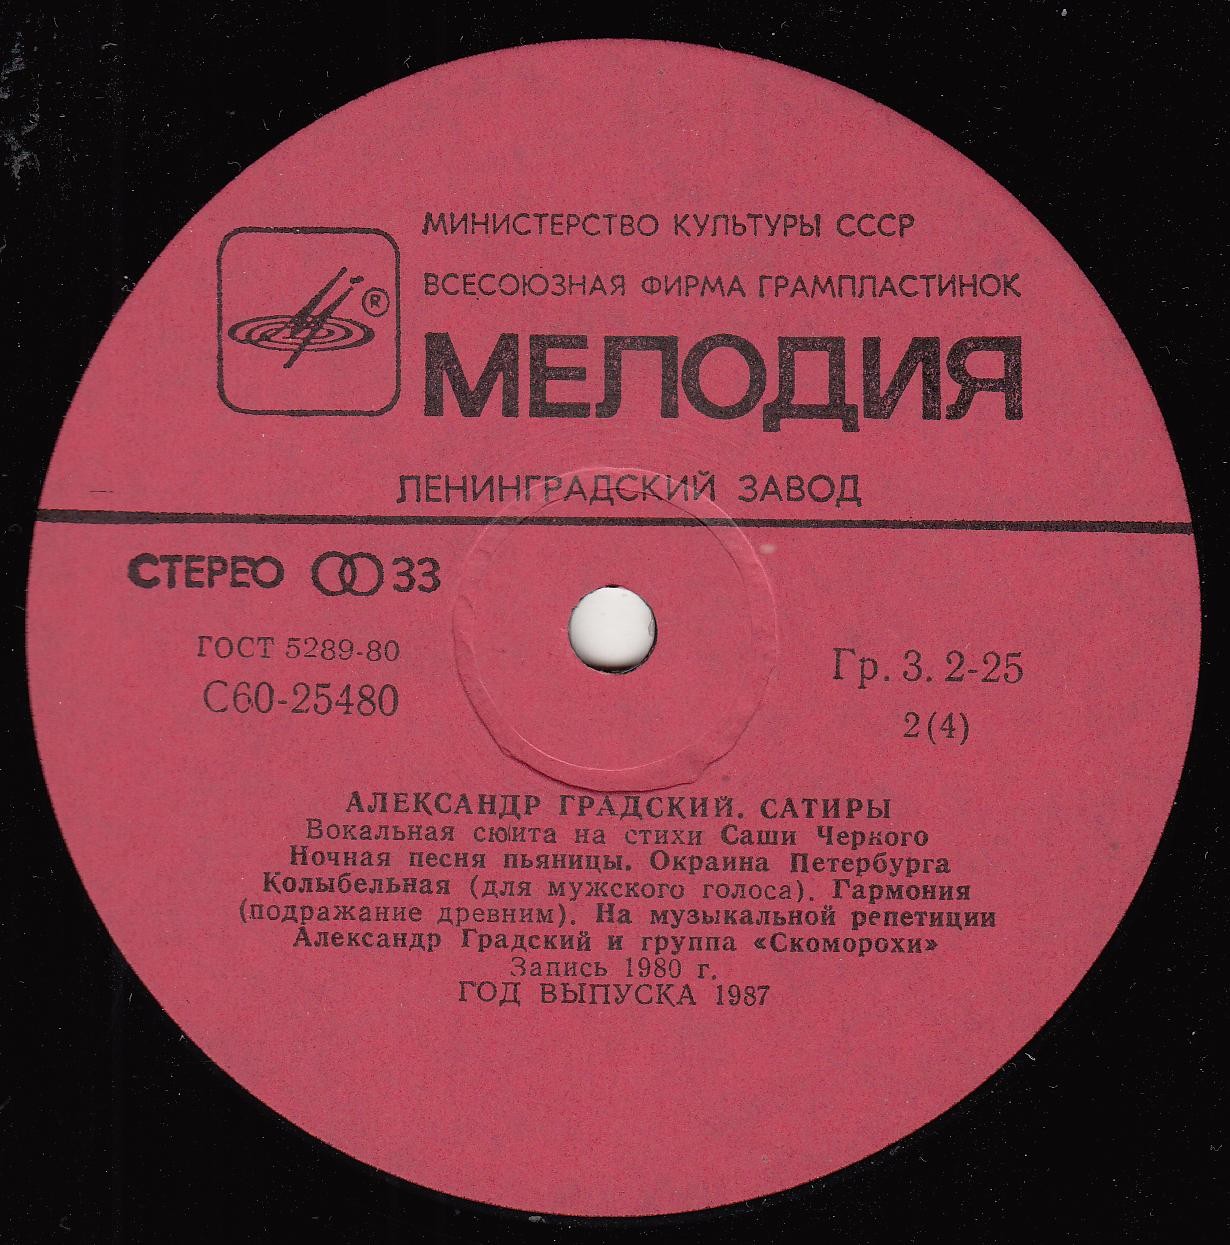 МИНИСТЕРСТВО КУЛЬТУРЫ СССР
ВСЕСОЮЗНАЯ ФИРМА ГРАМПЛАСТИНОК
®
МЕЛОДИЯ
ЛЕНИНГРАДСКИЙ ЗАВОД
СТЕРЕО 33
ГОСТ 5289-80
С60-25480
Гр. 3. 2-25
2(4)
АЛЕКСАНДР ГРАДСКИЙ. САТИРЫ
Вокальная сюита на стихи Саши Черного
Ночная песня пьяницы. Окраина Петербурга
Колыбельная (для мужского голоса). Гармония
(подражание древним). На музыкальной репетиции
Александр Градский и группа «Скоморохи»
Запись 1980 г.
ГОД ВЫПУСКА 1987